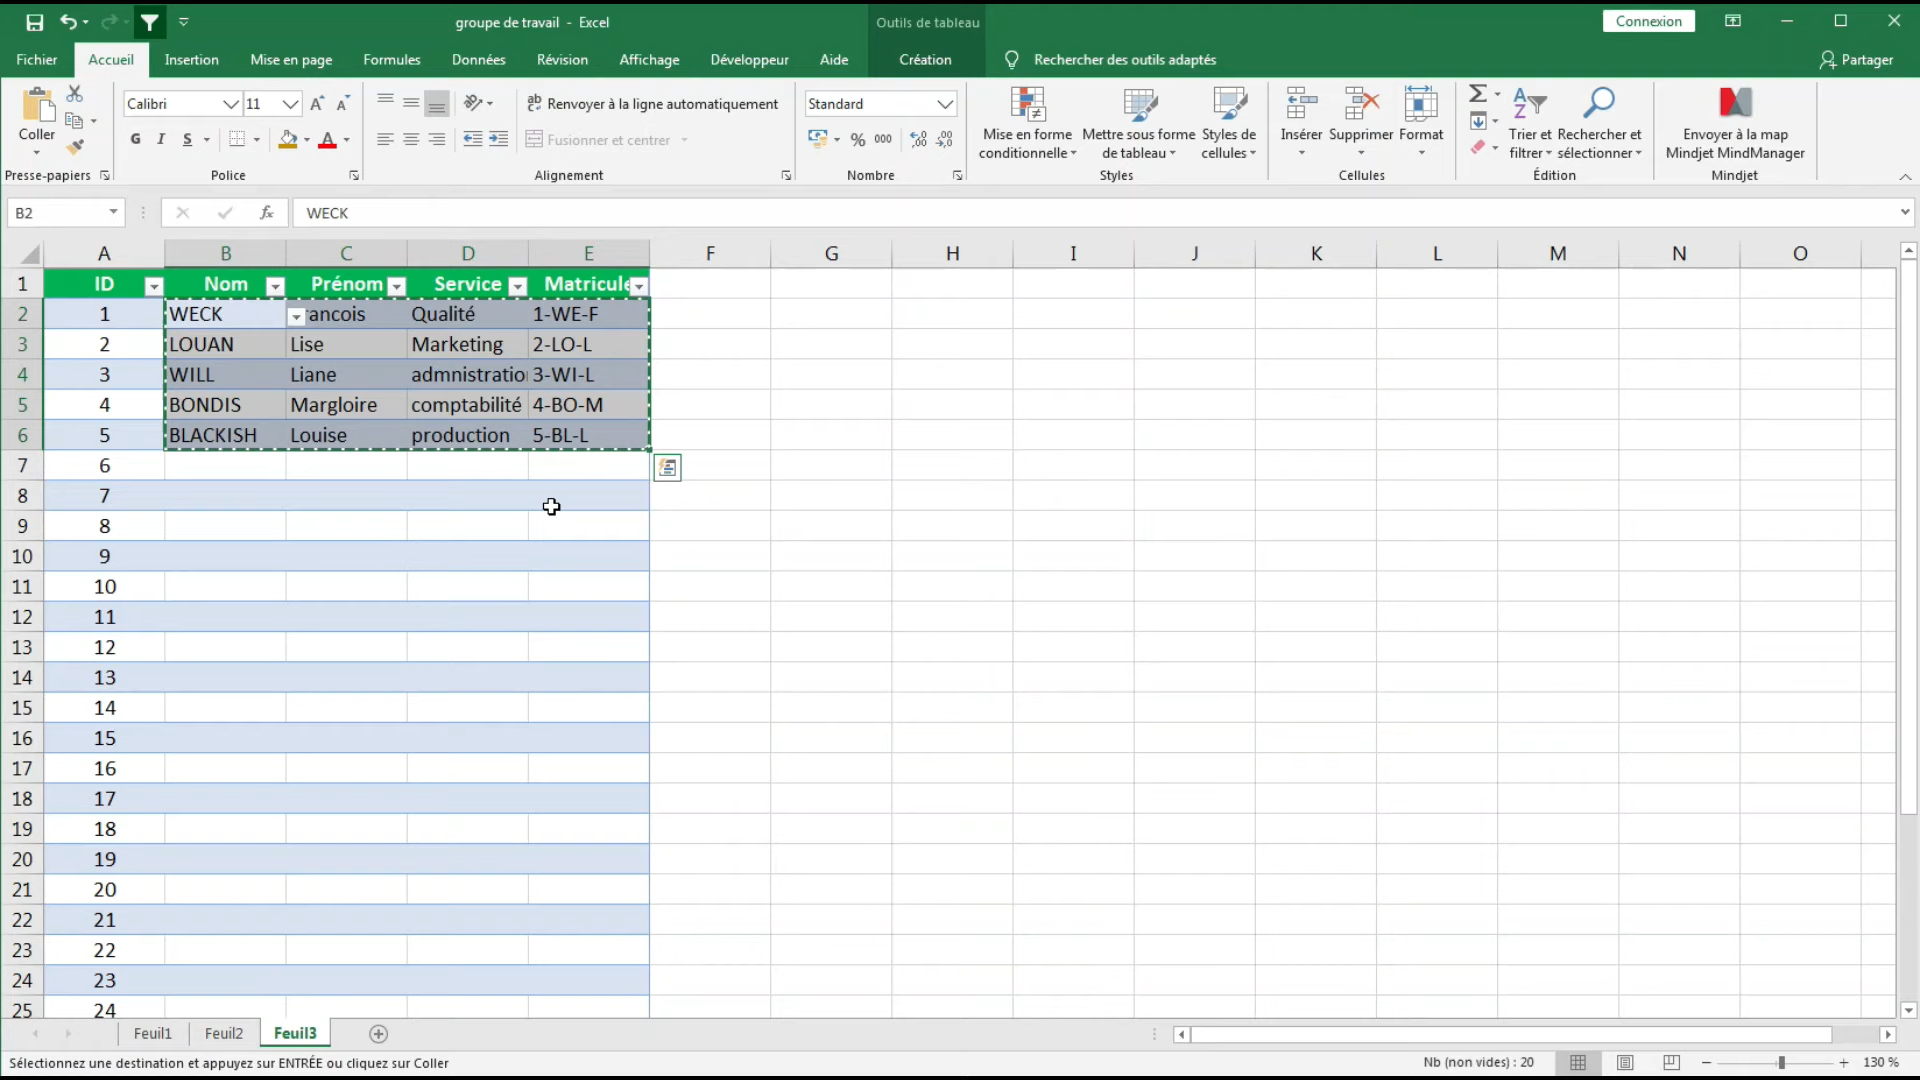 groupe de travail - Excel
Outils de tableau
Connexion
Fichier Accueil Insertion Mise en page Formules Données Révision Affichage Développeur Aide Création Rechercher des outils adaptés Partager
Coller
Presse-papiers
Calibri 11
G I S
Police
Renvoyer à la ligne automatiquement
Fusionner et centrer
Alignement
Standard
% 000
Nombre
Mise en forme conditionnelle
Mettre sous forme de tableau
Styles de cellules
Styles
Insérer Supprimer Format
Cellules
Trier et filtrer
Rechercher et sélectionner
Édition
Envoyer à la map Mindjet MindManager
Mindjet
B2 fx WECK
A B C D E F G H I J K L M N O
1 ID Nom Prénom Service Matricule
2 1 WECK ancois Qualité 1-WE-F
3 2 LOUAN Lise Marketing 2-LO-L
4 3 WILL Liane admnistratio 3-WI-L
5 4 BONDIS Margloire comptabilité 4-BO-M
6 5 BLACKISH Louise production 5-BL-L
7 6
8 7
9 8
10 9
11 10
12 11
13 12
14 13
15 14
16 15
17 16
18 17
19 18
20 19
21 20
22 21
23 22
24 23
25 24
Feuil1 Feuil2 Feuil3
Sélectionnez une destination et appuyez sur ENTRÉE ou cliquez sur Coller
Nb (non vides) : 20
130 %